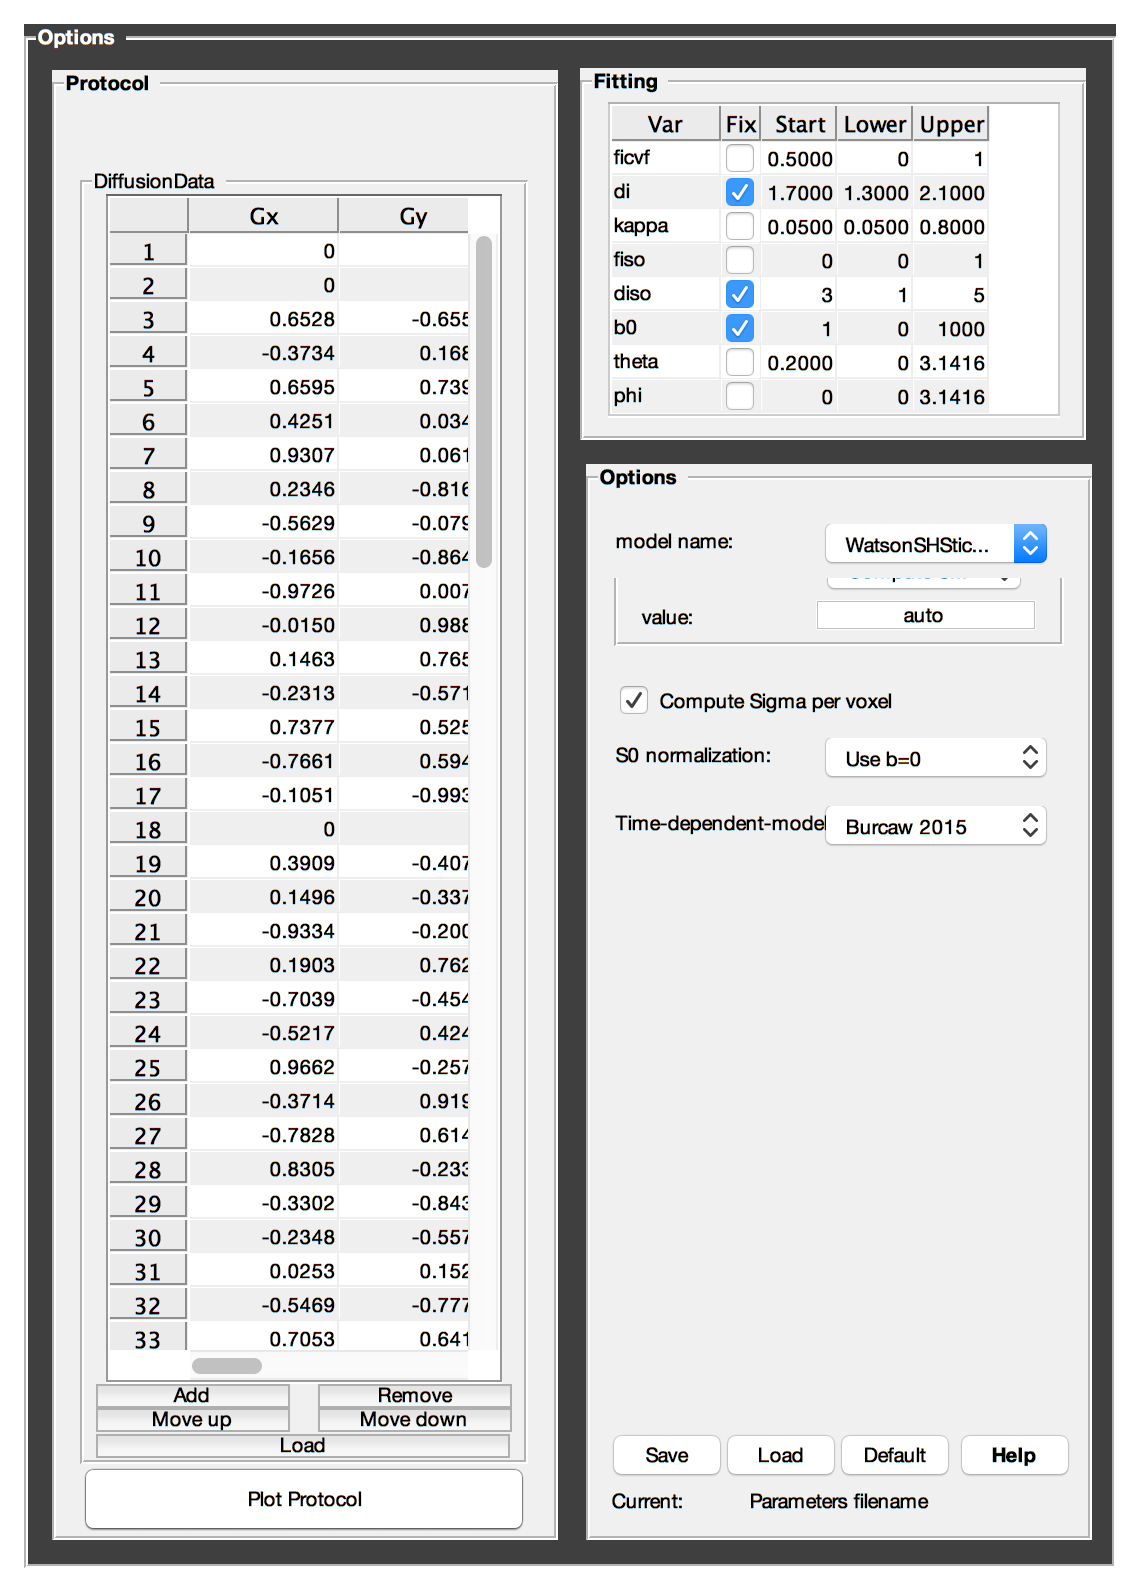 Options
Protocol
DiffusionData
Gx Gy
1 0
2 0
3 0.6528 -0.655
4 -0.3734 0.168
5 0.6595 0.739
6 0.4251 0.034
7 0.9307 0.061
8 0.2346 -0.816
9 -0.5629 -0.079
10 -0.1656 -0.864
11 -0.9726 0.007
12 -0.0150 0.988
13 0.1463 0.765
14 -0.2313 -0.571
15 0.7377 0.525
16 -0.7661 0.594
17 -0.1051 -0.993
18 0
19 0.3909 -0.407
20 0.1496 -0.337
21 -0.9334 -0.200
22 0.1903 0.762
23 -0.7039 -0.454
24 -0.5217 0.424
25 0.9662 -0.257
26 -0.3714 0.919
27 -0.7828 0.614
28 0.8305 -0.233
29 -0.3302 -0.843
30 -0.2348 -0.557
31 0.0253 0.152
32 -0.5469 -0.777
33 0.7053 0.641
Add Remove
Move up Move down
Load
Plot Protocol
Fitting
Var Fix Start Lower Upper
ficvf 0.5000 0 1
di 1.7000 1.3000 2.1000
kappa 0.0500 0.0500 0.8000
fiso 0 0 1
diso 3 1 5
b0 1 0 1000
theta 0.2000 0 3.1416
phi 0 0 3.1416
Options
model name: WatsonSHStic...
value: auto
Compute Sigma per voxel
S0 normalization: Use b=0
Time-dependent-model Burcaw 2015
Save Load Default Help
Current: Parameters filename